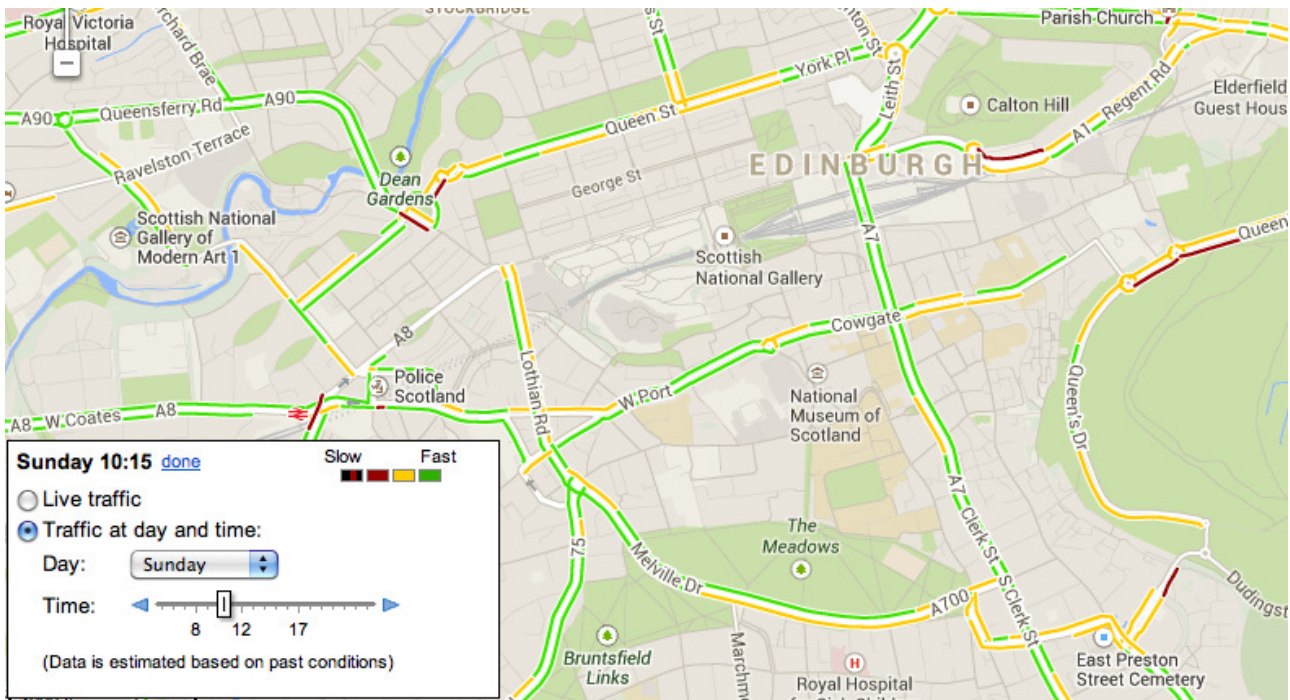 STOCKBRIDGE
Royal Victoria
Hospital
Orchard Brae
Parish Church
York Pl
Leith St
A90
Queensferry Rd
A90
Queen St
Calton Hill
Regent Rd
A1
Elderfield
Guest Hous
Ravelston Terrace
Dean
Gardens
George St
EDINBURGH
Scottish National
Gallery of
Modern Art 1
A7
Queen
Scottish
National Gallery
A8
Cowgate
Lothian Rd
Police
Scotland
W Port
National
Museum of
Scotland
Queen's Dr
A8
W Coates
A8
Sunday 10:15 done
Slow
Fast
Live traffic
Traffic at day and time:
Day:
Sunday
Time:
8
12
17
(Data is estimated based on past conditions)
A7
Clerk St
The
Meadows
75
Melville Dr
A700
S Clerk St
Dudingst
Bruntsfield
Links
Marchm
H
Royal Hospital
East Preston
Street Cemetery